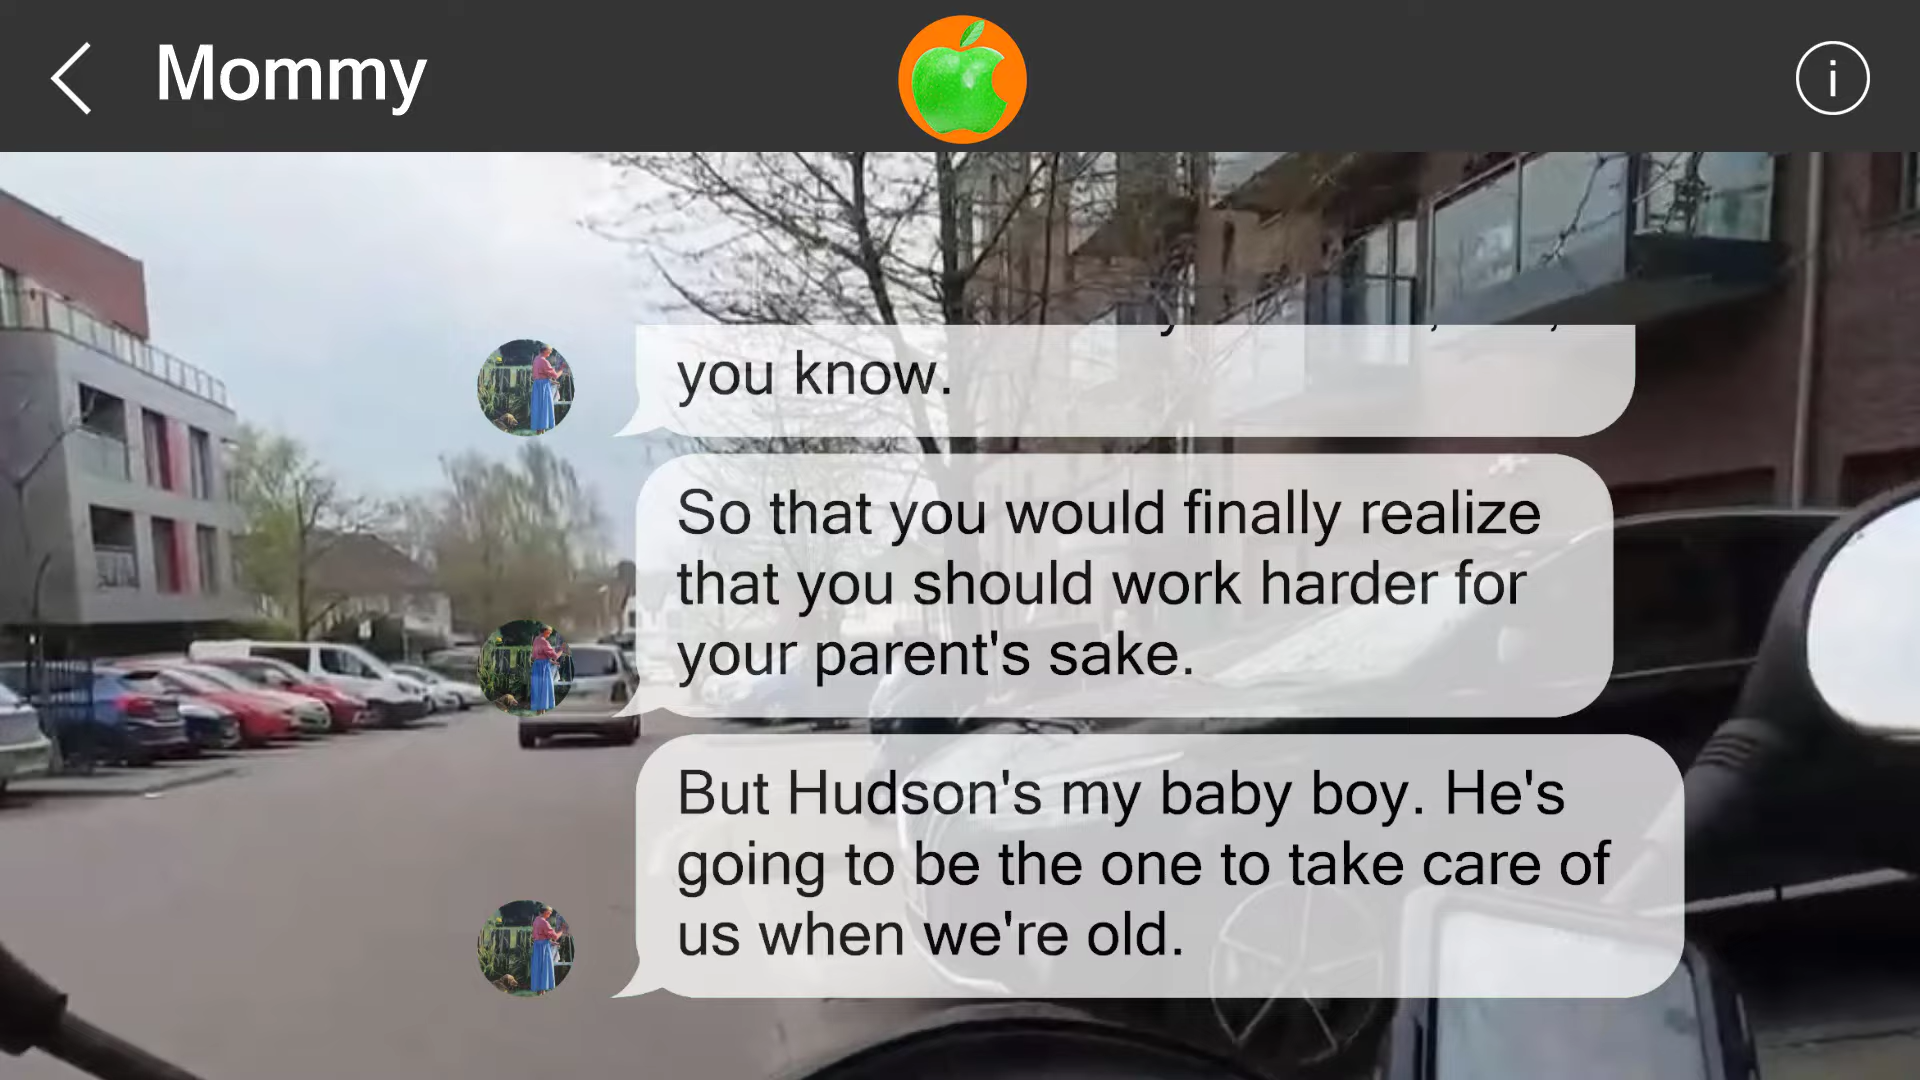 Mommy
i
you know.
So that you would finally realize
that you should work harder for
your parent's sake.
But Hudson's my baby boy. He's
going to be the one to take care of
us when we're old.